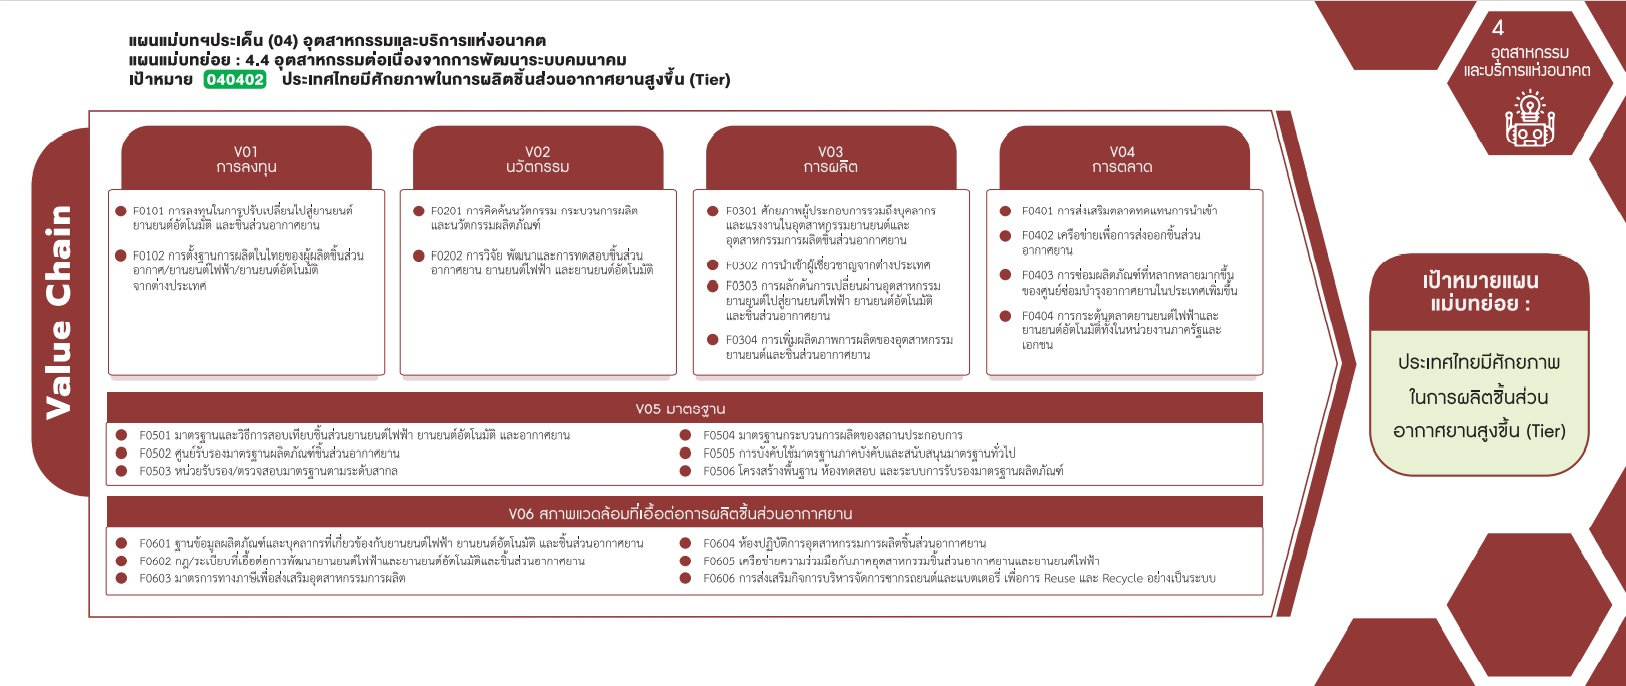 แผนแม่บทฯประเด็น (04) อุตสาหกรรมและบริการแห่งอนาคต
แผนแม่บทย่อย : 4.4 อุตสาหกรรมต่อเนื่องจากการพัฒนาระบบคมนาคม
เป้าหมาย 040402 ประเทศไทยมีศักยภาพในการผลิตชิ้นส่วนอากาศยานสูงขึ้น (Tier)
4
อุตสาหกรรม
และบริการแห่งอนาคต
Value Chain
V01
การลงทุน
F0101 การลงทุนในการปรับเปลี่ยนไปสู่ยานยนต์
ยานยนต์อัตโนมัติ และชิ้นส่วนอากาศยาน
F0102 การตั้งฐานการผลิตในไทยของผู้ผลิตชิ้นส่วน
อากาศ/ยานยนต์ไฟฟ้า/ยานยนต์อัตโนมัติ
จากต่างประเทศ
V02
นวัตกรรม
F0201 การคิดค้นนวัตกรรม กระบวนการผลิต
และนวัตกรรมผลิตภัณฑ์
F0202 การวิจัย พัฒนาและการทดสอบชิ้นส่วน
อากาศยาน ยานยนต์ไฟฟ้า และยานยนต์อัตโนมัติ
V03
การผลิต
F0301 ศักยภาพผู้ประกอบการรวมถึงบุคลากร
และแรงงานในอุตสาหกรรมยานยนต์และ
อุตสาหกรรมการผลิตชิ้นส่วนอากาศยาน
F0302 การนำเข้าผู้เชี่ยวชาญจากต่างประเทศ
F0303 การผลักดันการเปลี่ยนผ่านอุตสาหกรรม
ยานยนต์ไปสู่ยานยนต์ไฟฟ้า ยานยนต์อัตโนมัติ
และชิ้นส่วนอากาศยาน
F0304 การเพิ่มผลิตภาพการผลิตของอุตสาหกรรม
ยานยนต์และชิ้นส่วนอากาศยาน
V04
การตลาด
F0401 การส่งเสริมตลาดทดแทนการนำเข้า
F0402 เครือข่ายเพื่อการส่งออกชิ้นส่วน
อากาศยาน
F0403 การซ่อมผลิตภัณฑ์ที่หลากหลายมากขึ้น
ของศูนย์ซ่อมบำรุงอากาศยานในประเทศเพิ่มขึ้น
F0404 การกระตุ้นตลาดยานยนต์ไฟฟ้าและ
ยานยนต์อัตโนมัติทั้งในหน่วยงานภาครัฐและ
เอกชน
V05 มาตรฐาน
F0501 มาตรฐานและวิธีการสอบเทียบชิ้นส่วนยานยนต์ไฟฟ้า ยานยนต์อัตโนมัติ และอากาศยาน
F0502 ศูนย์รับรองมาตรฐานผลิตภัณฑ์ชิ้นส่วนอากาศยาน
F0503 หน่วยรับรอง/ตรวจสอบมาตรฐานตามระดับสากล
F0504 มาตรฐานกระบวนการผลิตของสถานประกอบการ
F0505 การบังคับใช้มาตรฐานภาคบังคับและสนับสนุนมาตรฐานทั่วไป
F0506 โครงสร้างพื้นฐาน ห้องทดสอบ และระบบการรับรองมาตรฐานผลิตภัณฑ์
V06 สภาพแวดล้อมที่เอื้อต่อการผลิตชิ้นส่วนอากาศยาน
F0601 ฐานข้อมูลผลิตภัณฑ์และบุคลากรที่เกี่ยวข้องกับยานยนต์ไฟฟ้า ยานยนต์อัตโนมัติ และชิ้นส่วนอากาศยาน
F0602 กฎ/ระเบียบที่เอื้อต่อการพัฒนายานยนต์ไฟฟ้าและยานยนต์อัตโนมัติและชิ้นส่วนอากาศยาน
F0603 มาตรการทางภาษีเพื่อส่งเสริมอุตสาหกรรมการผลิต
F0604 ห้องปฏิบัติการอุตสาหกรรมการผลิตชิ้นส่วนอากาศยาน
F0605 เครือข่ายความร่วมมือกับภาคอุตสาหกรรมชิ้นส่วนอากาศยานและยานยนต์ไฟฟ้า
F0606 การส่งเสริมกิจการบริหารจัดการซากรถยนต์และแบตเตอรี่ เพื่อการ Reuse และ Recycle อย่างเป็นระบบ
เป้าหมายแผน
แม่บทย่อย :
ประเทศไทยมีศักยภาพ
ในการผลิตชิ้นส่วน
อากาศยานสูงขึ้น (Tier)